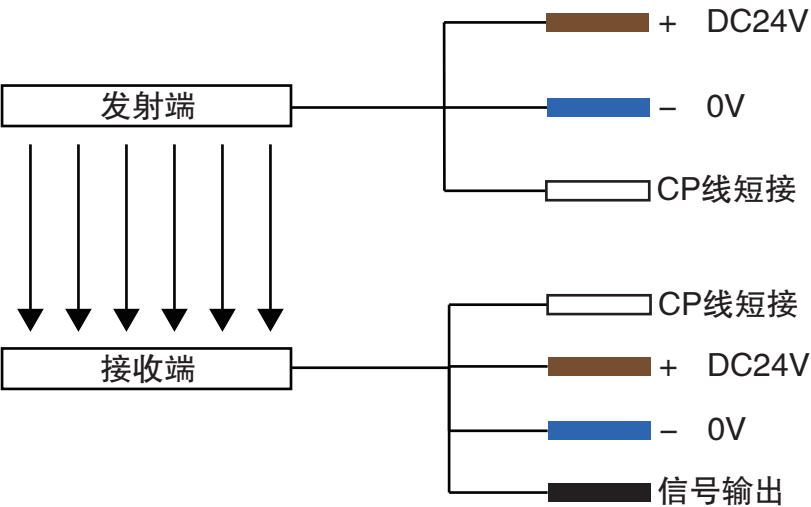 发射端
+ DC24V
− 0V
CP线短接
接收端
CP线短接
+ DC24V
− 0V
信号输出